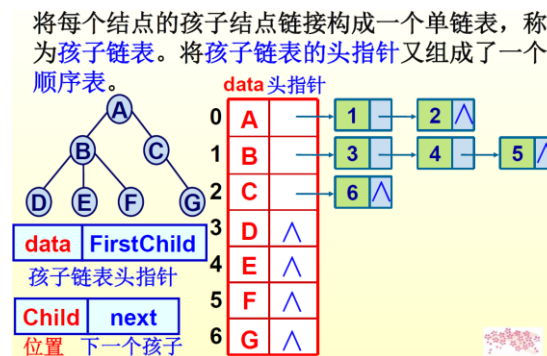 将每个结点的孩子结点链接构成一个单链表，称
为孩子链表。将孩子链表的头指针又组成了一个
顺序表。
data 头指针
A
B C
D E F G
0 A 1 2 ∧
1 B 3 4 5 ∧
2 C 6 ∧
3 D ∧
4 E ∧
5 F ∧
6 G ∧
data FirstChild
孩子链表头指针
Child next
位置 下一个孩子